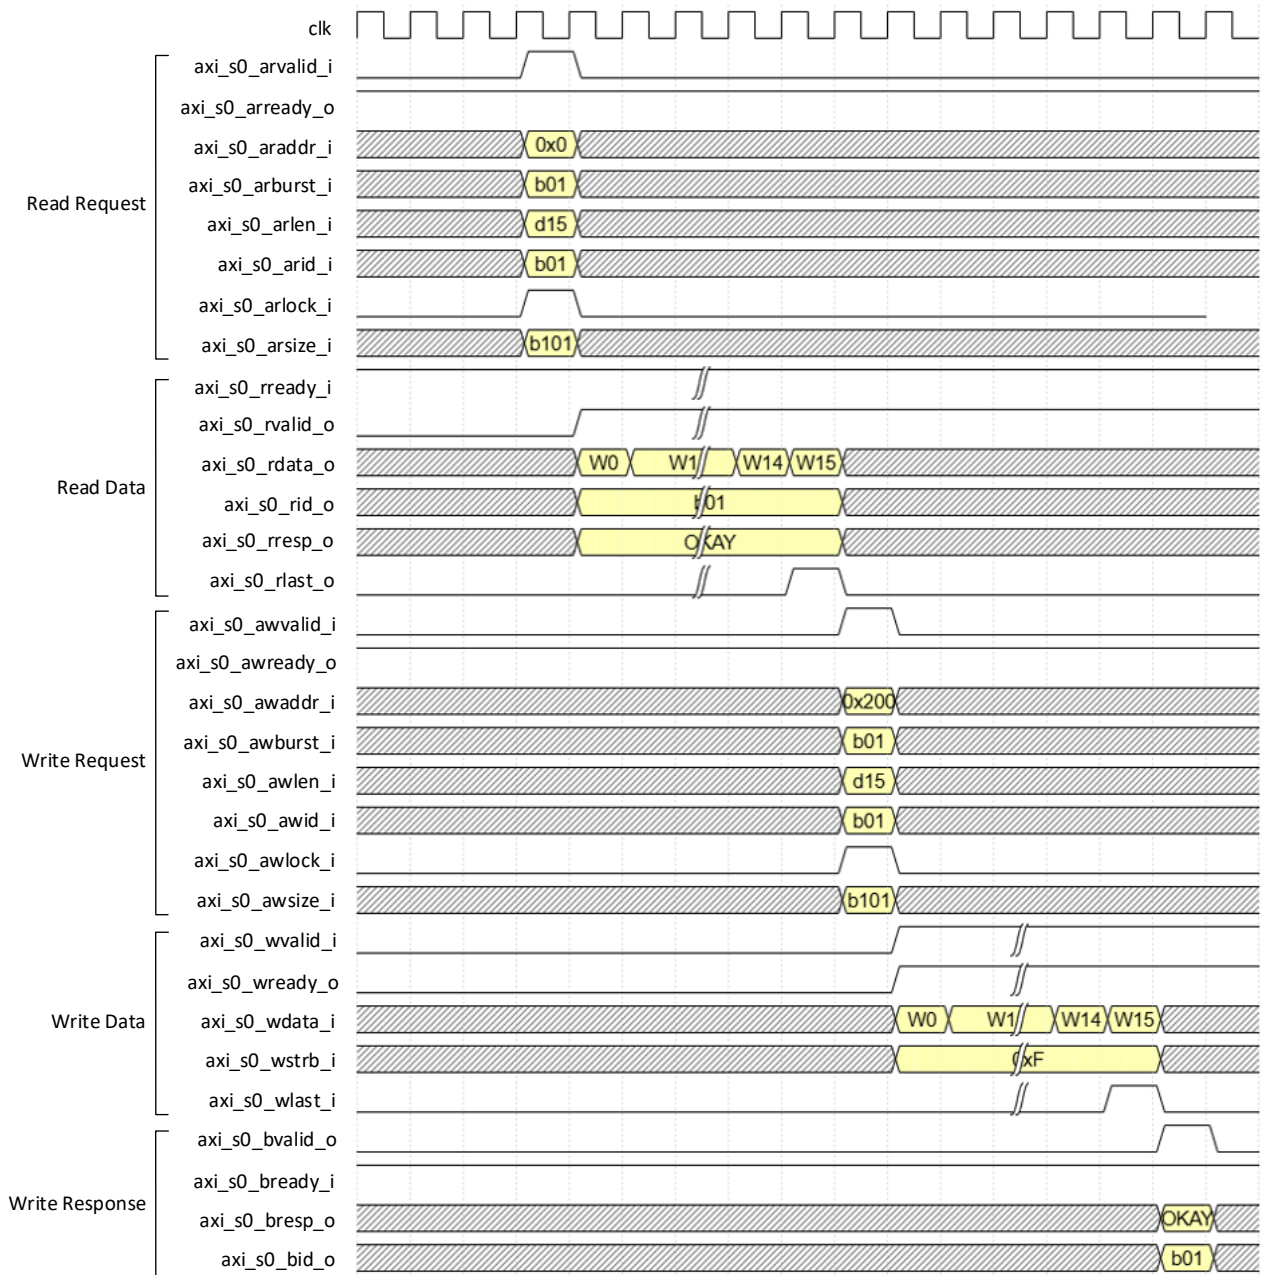 clk
Read Request
axi_s0_arvalid_i
axi_s0_arready_o
axi_s0_araddr_i 0x0
axi_s0_arburst_i b01
axi_s0_arlen_i d15
axi_s0_arid_i b01
axi_s0_arlock_i
axi_s0_arsize_i b101
Read Data
axi_s0_rready_i
axi_s0_rvalid_o
axi_s0_rdata_o W0 W1 W14 W15
axi_s0_rid_o b01
axi_s0_rresp_o OKAY
axi_s0_rlast_o
Write Request
axi_s0_awvalid_i
axi_s0_awready_o
axi_s0_awaddr_i 0x200
axi_s0_awburst_i b01
axi_s0_awlen_i d15
axi_s0_awid_i b01
axi_s0_awlock_i
axi_s0_awsize_i b101
Write Data
axi_s0_wvalid_i
axi_s0_wready_o
axi_s0_wdata_i W0 W1 W14 W15
axi_s0_wstrb_i 0xF
axi_s0_wlast_i
Write Response
axi_s0_bvalid_o
axi_s0_bready_i
axi_s0_bresp_o OKAY
axi_s0_bid_o b01